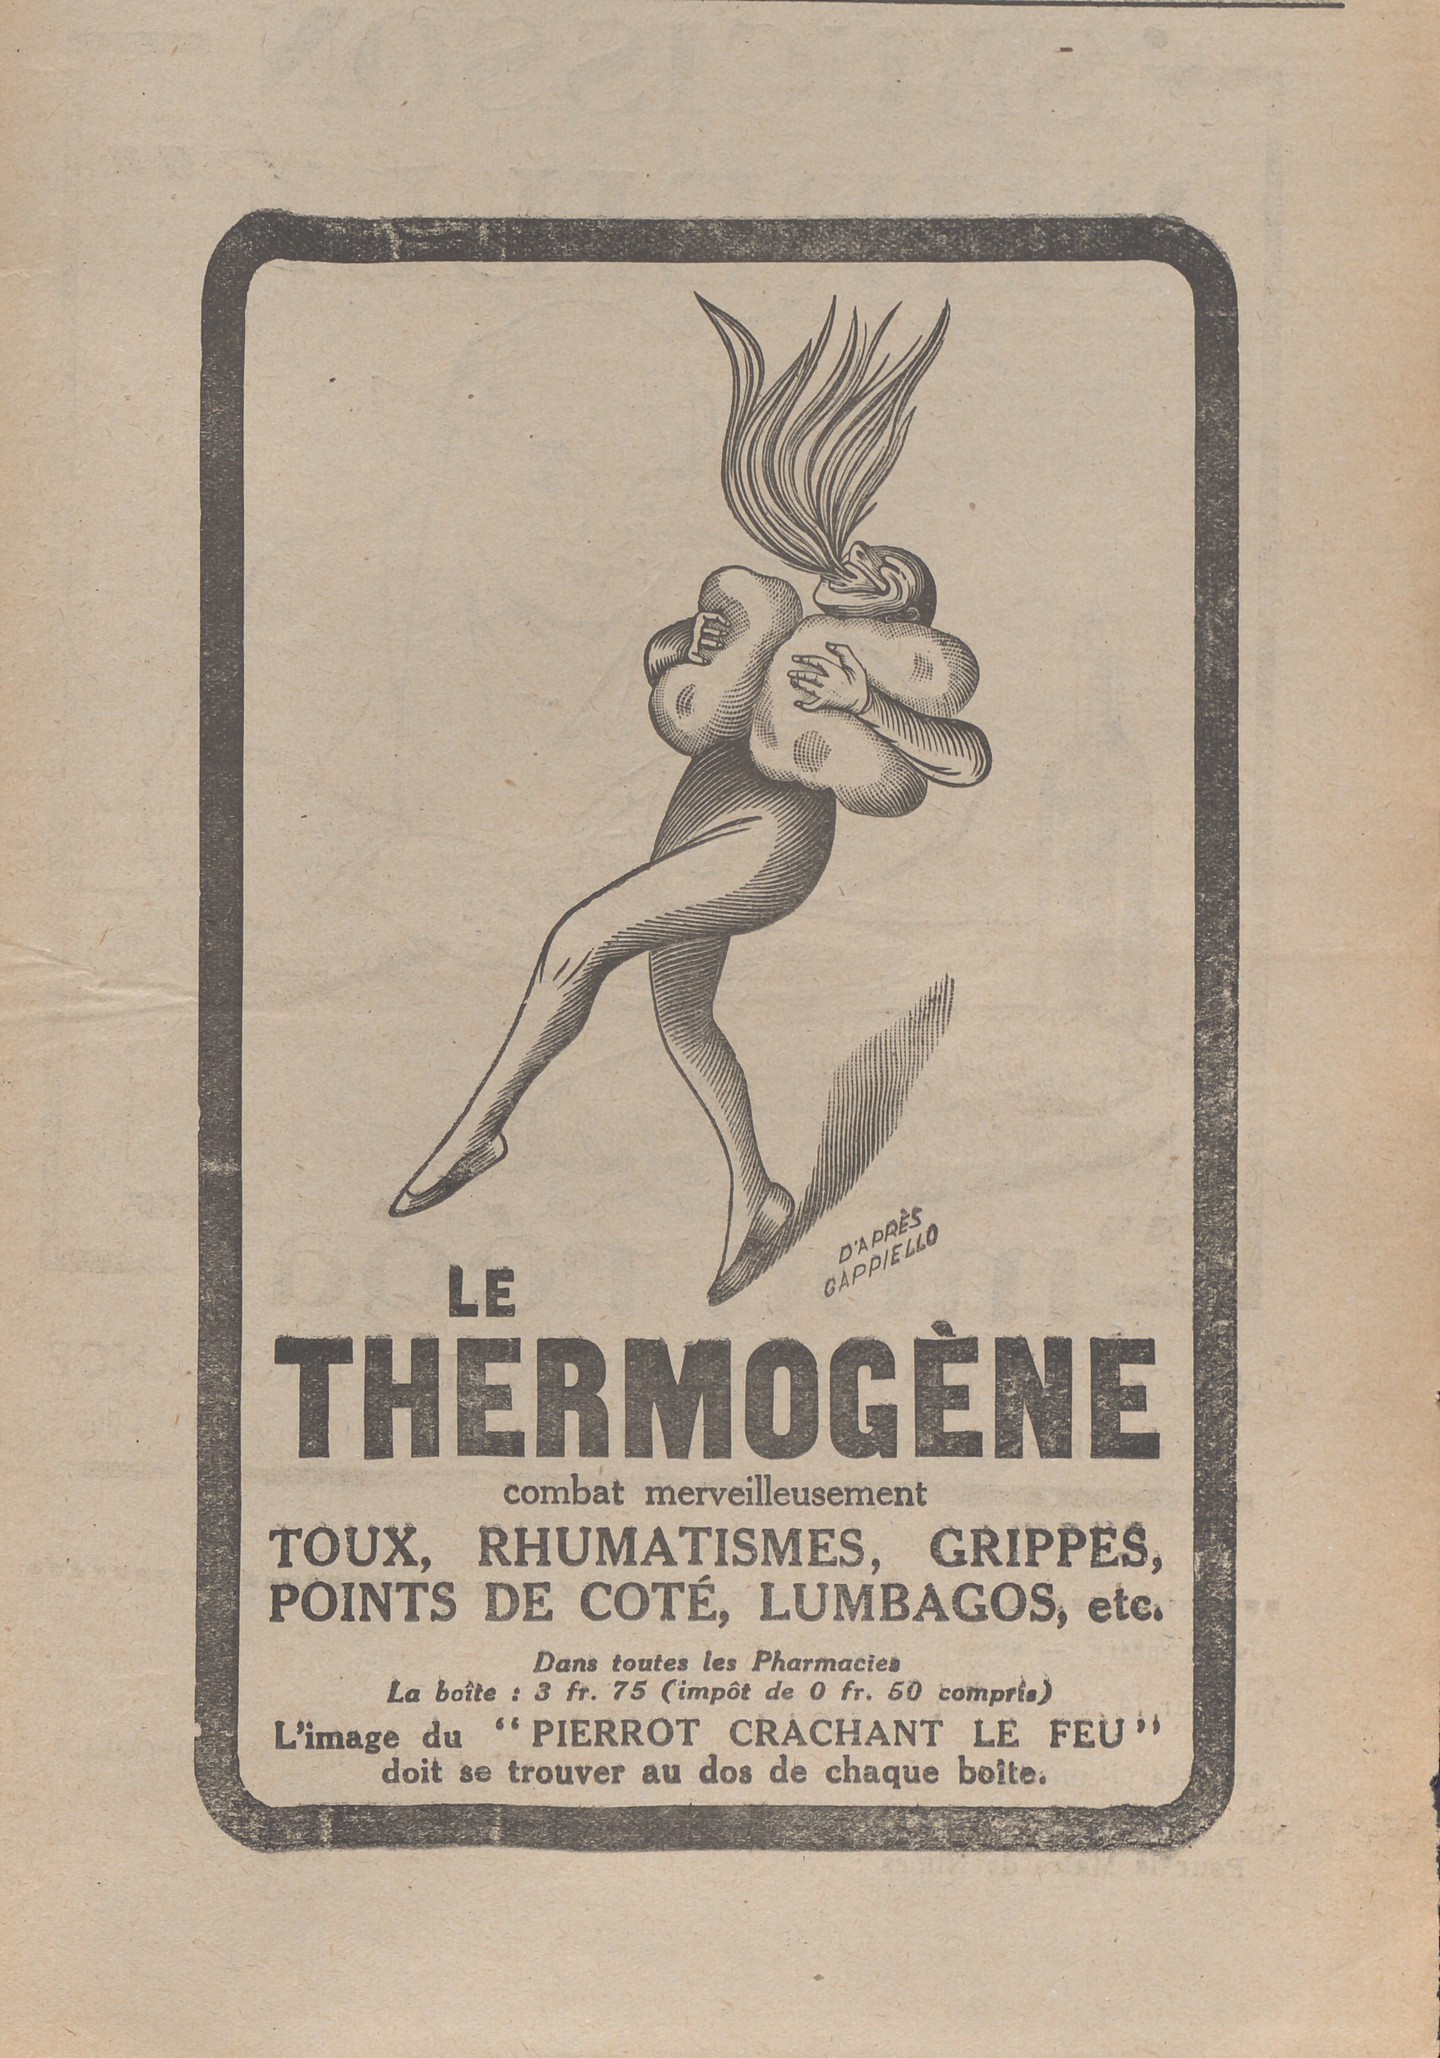 D'APRÈS
CAPPIELLO
LE
THERMOGÈNE
combat merveilleusement
TOUX, RHUMATISMES, GRIPPES,
POINTS DE COTÉ, LUMBAGOS, etc.
Dans toutes les Pharmacies
La boîte : 3 fr. 75 (impôt de 0 fr. 50 compris)
L'image du “PIERROT CRACHANT LE FEU”
doit se trouver au dos de chaque boîte.